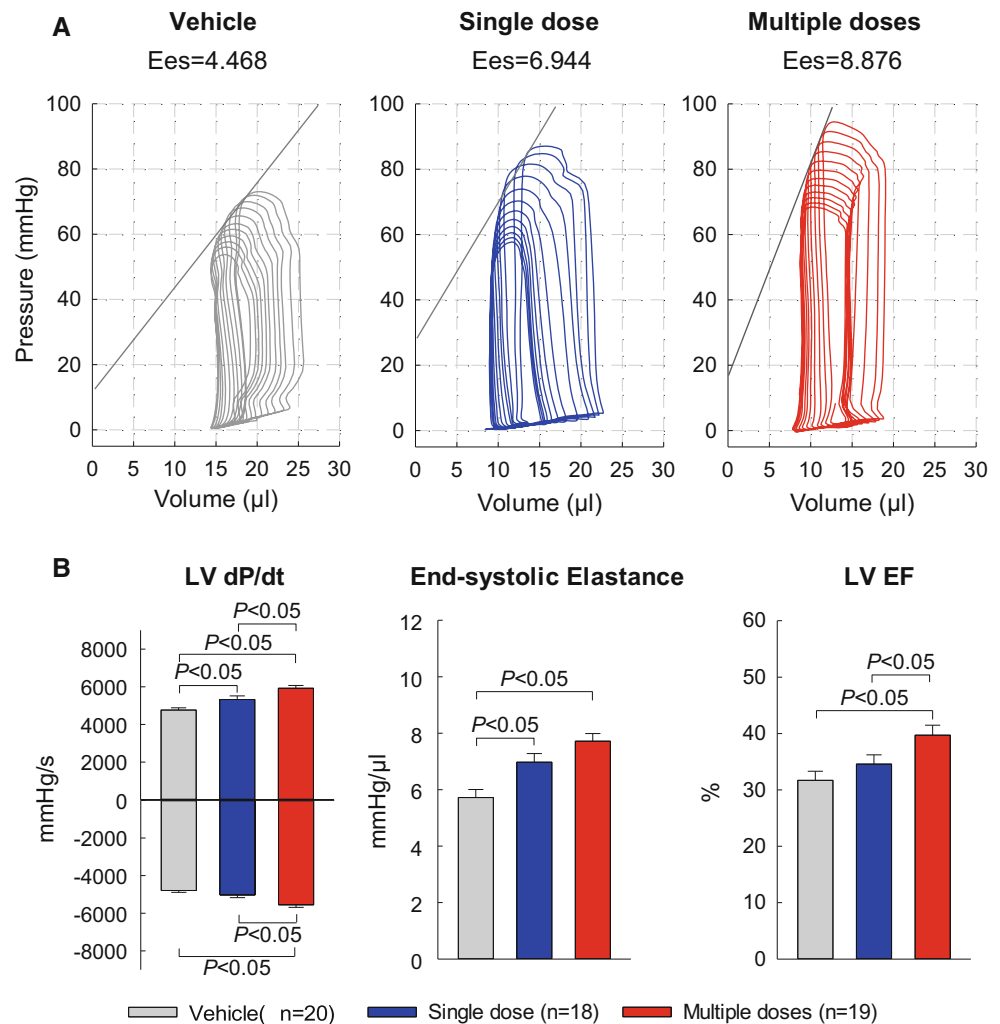 A
Vehicle
Single dose
Multiple doses
Ees=4.468
Ees=6.944
Ees=8.876
Pressure (mmHg)
100
80
60
40
20
0
0 5 10 15 20 25 30
Volume (µl)
100
80
60
40
20
0
0 5 10 15 20 25 30
Volume (µl)
100
80
60
40
20
0
0 5 10 15 20 25 30
Volume (µl)
B
LV dP/dt
mmHg/s
8000
6000
4000
2000
0
-2000
-4000
-6000
-8000
P<0.05
P<0.05
P<0.05
P<0.05
P<0.05
End-systolic Elastance
mmHg/µl
12
10
8
6
4
2
0
P<0.05
P<0.05
LV EF
%
60
50
40
30
20
10
0
P<0.05
P<0.05
Vehicle( n=20)
Single dose (n=18)
Multiple doses (n=19)